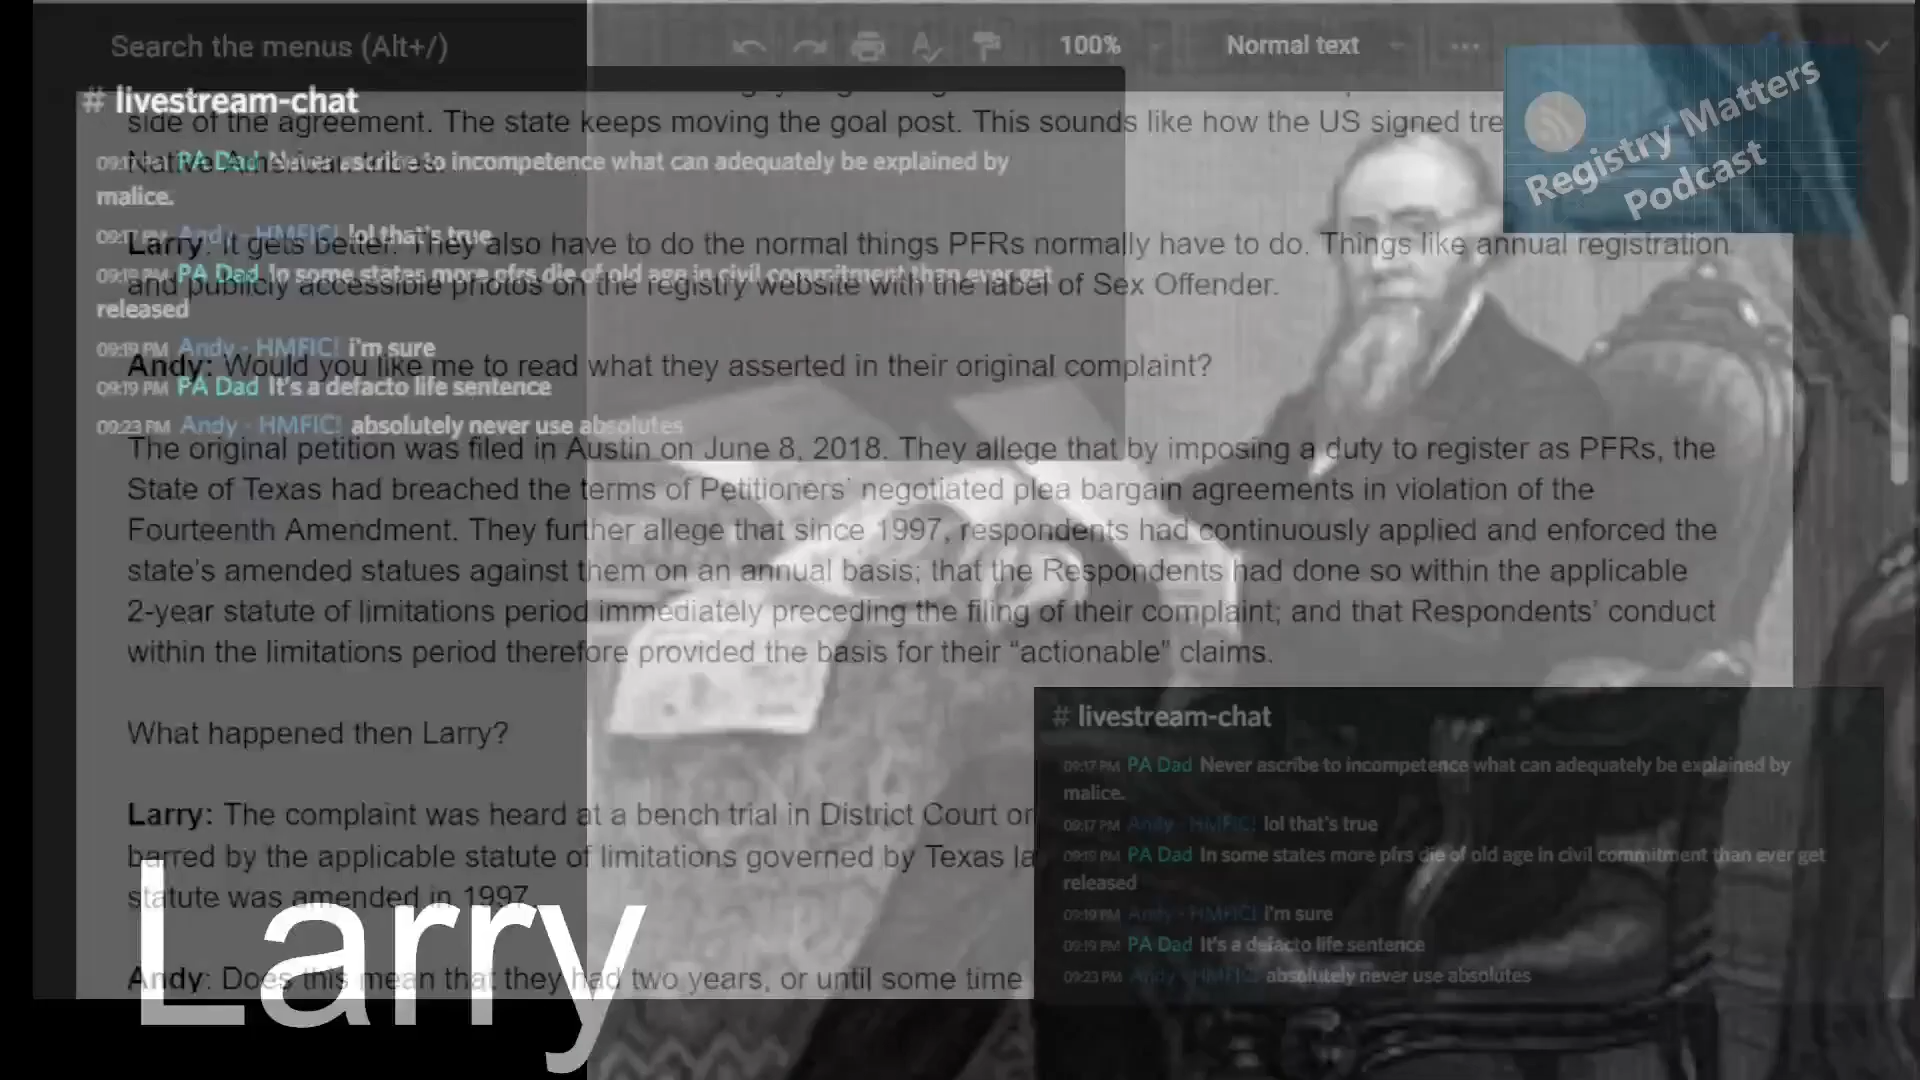 Search the menus (Alt+/)
100%
Normal text
Registry Matters
Podcast
# livestream-chat
09:17 PM PA Dad Never ascribe to incompetence what can adequately be explained by
malice.
09:17 PM Andy - HMFIC! lol that's true
09:19 PM PA Dad In some states more pfrs die of old age in civil commitment than ever get
released
09:19 PM Andy - HMFIC! i'm sure
09:19 PM PA Dad It's a defacto life sentence
09:23 PM Andy - HMFIC! absolutely never use absolutes
side of the agreement. The state keeps moving the goal post. This sounds like how the US signed
Native American tribes.
Larry: It gets better. They also have to do the normal things PFRs normally have to do. Things like annual registration
and publicly accessible photos on the registry website with the label of Sex Offender.
Andy: Would you like me to read what they asserted in their original complaint?
The original petition was filed in Austin on June 8, 2018. They allege that by imposing a duty to register as PFRs, the
State of Texas had breached the terms of Petitioners' negotiated plea bargain agreements in violation of the
Fourteenth Amendment. They further allege that since 1997, respondents had continuously applied and enforced the
state's amended statues against them on an annual basis; that the Respondents had done so within the applicable
2-year statute of limitations period immediately preceding the filing of their complaint; and that Respondents' conduct
within the limitations period therefore provided the basis for their “actionable” claims.
What happened then Larry?
Larry: The complaint was heard at a bench trial in District Court
barred by the applicable statute of limitations governed by Texas
statute was amended in 1997.
Andy: Does this mean that they had two years, or until some time
Larry
# livestream-chat
09:17 PM PA Dad Never ascribe to incompetence what can adequately be explained by
malice.
09:17 PM Andy - HMFIC! lol that's true
09:19 PM PA Dad In some states more pfrs die of old age in civil commitment than ever get
released
09:19 PM Andy - HMFIC! i'm sure
09:19 PM PA Dad It's a defacto life sentence
09:23 PM Andy - HMFIC! absolutely never use absolutes